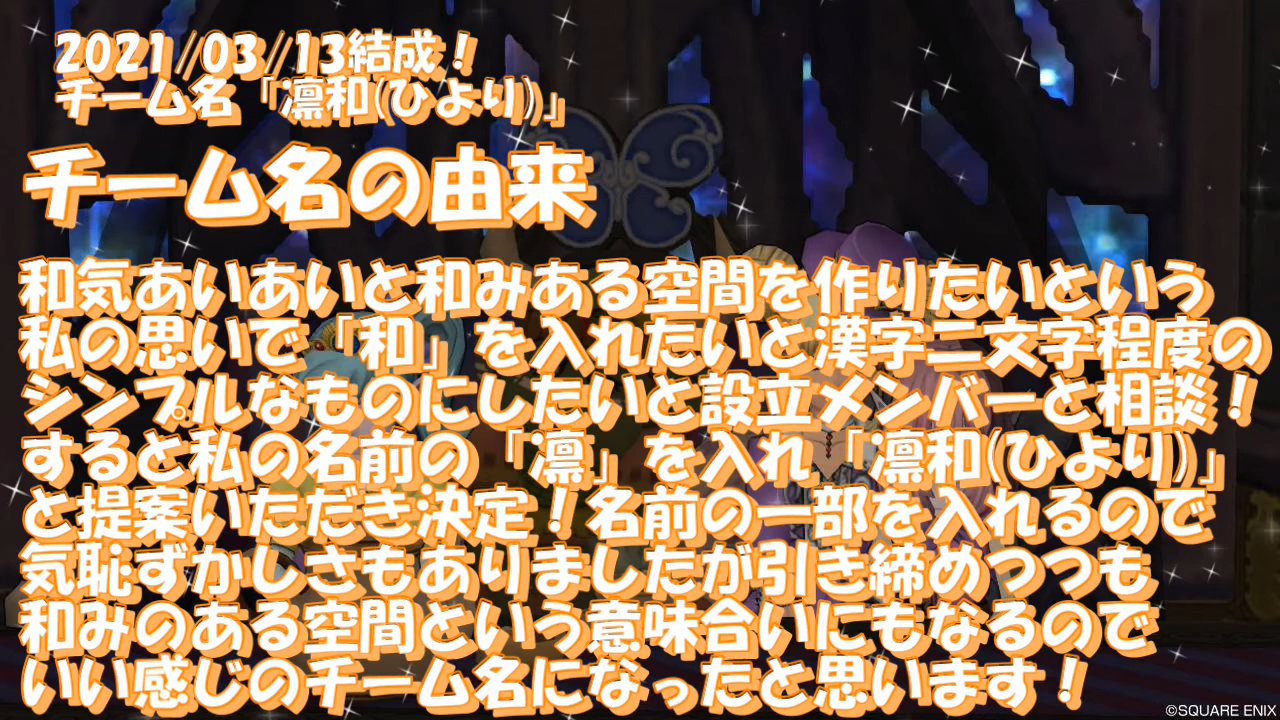 2021/03/13結成！
チーム名「凛和(ひより)」
チーム名の由来
和気あいあいと和みある空間を作りたいという
私の思いで「和」を入れたいと漢字二文字程度の
シンプルなものにしたいと設立メンバーと相談！
すると私の名前の「凛」を入れ「凛和(ひより)」
と提案いただき決定！名前の一部を入れるので
気恥ずかしさもありましたが引き締めつつも
和みのある空間という意味合いにもなるので
いい感じのチーム名になったと思います！
©SQUARE ENIX